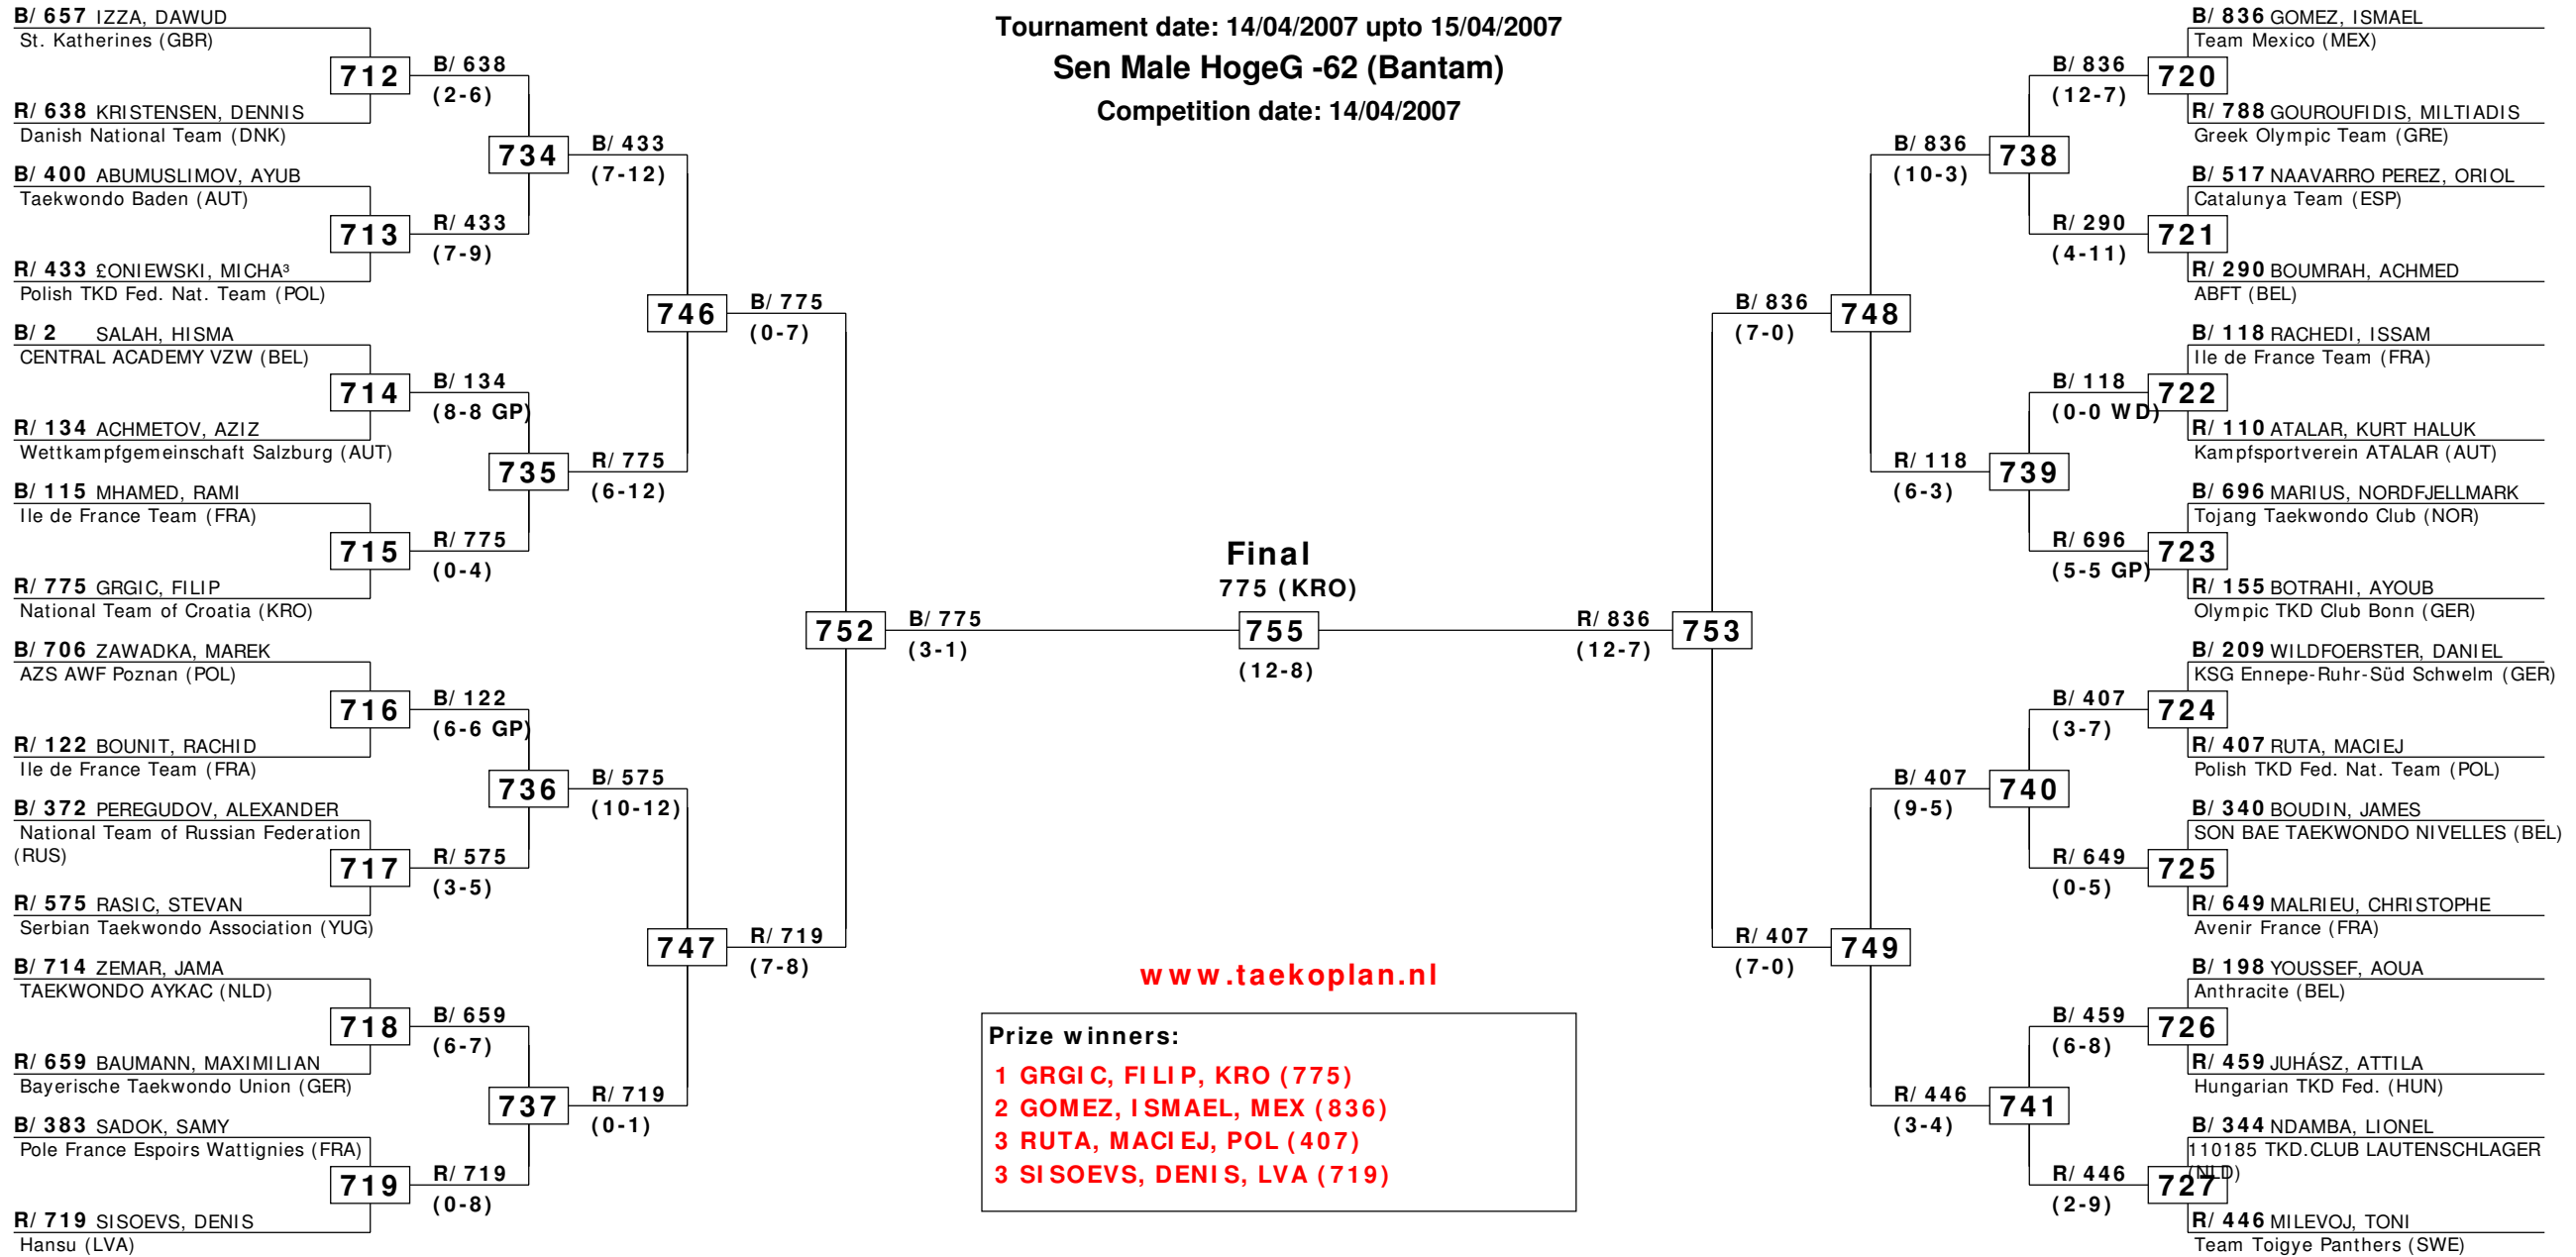 Tournament date: 14/04/2007 upto 15/04/2007
Sen Male HogeG -62 (Bantam)
Competition date: 14/04/2007
B/ 657 IZZA, DAWUD
St. Katherines (GBR)
712
B/ 638
(2-6)
R/ 638 KRISTENSEN, DENNIS
Danish National Team (DNK)
734
B/ 433
(7-12)
B/ 400 ABUMUSLIMOV, AYUB
Taekwondo Baden (AUT)
713
R/ 433
(7-9)
R/ 433 £ONIEWSKI, MICHA³
Polish TKD Fed. Nat. Team (POL)
746
B/ 775
(0-7)
B/ 2 SALAH, HISMA
CENTRAL ACADEMY VZW (BEL)
714
B/ 134
(8-8 GP)
R/ 134 ACHMETOV, AZIZ
Wettkampfgemeinschaft Salzburg (AUT)
735
R/ 775
(6-12)
B/ 115 MHAMED, RAMI
Ile de France Team (FRA)
715
R/ 775
(0-4)
R/ 775 GRGIC, FILIP
National Team of Croatia (KRO)
752
B/ 775
(3-1)
B/ 706 ZAWADKA, MAREK
AZS AWF Poznan (POL)
716
B/ 122
(6-6 GP)
R/ 122 BOUNIT, RACHID
Ile de France Team (FRA)
736
B/ 575
(10-12)
B/ 372 PEREGUDOV, ALEXANDER
National Team of Russian Federation
(RUS)
717
R/ 575
(3-5)
R/ 575 RASIC, STEVAN
Serbian Taekwondo Association (YUG)
747
R/ 719
(7-8)
B/ 714 ZEMAR, JAMA
TAEKWONDO AYKAC (NLD)
718
B/ 659
(6-7)
R/ 659 BAUMANN, MAXIMILIAN
Bayerische Taekwondo Union (GER)
737
R/ 719
(0-1)
B/ 383 SADOK, SAMY
Pole France Espoirs Wattignies (FRA)
719
R/ 719
(0-8)
R/ 719 SISOEVS, DENIS
Hansu (LVA)
Final
775 (KRO)
755
(12-8)
B/ 836 GOMEZ, ISMAEL
Team Mexico (MEX)
B/ 836
(12-7)
720
R/ 788 GOUROUFIDIS, MILTIADIS
Greek Olympic Team (GRE)
B/ 836
(10-3)
738
B/ 517 NAAVARRO PEREZ, ORIOL
Catalunya Team (ESP)
R/ 290
(4-11)
721
R/ 290 BOUMRAH, ACHMED
ABFT (BEL)
B/ 836
(7-0)
748
B/ 118 RACHEDI, ISSAM
Ile de France Team (FRA)
B/ 118
(0-0 WD)
722
R/ 110 ATALAR, KURT HALUK
Kampfsportverein ATALAR (AUT)
R/ 118
(6-3)
739
B/ 696 MARIUS, NORDFJELLMARK
Tojang Taekwondo Club (NOR)
R/ 696
(5-5 GP)
723
R/ 155 BOTRAHI, AYOUB
Olympic TKD Club Bonn (GER)
R/ 836
(12-7)
753
B/ 209 WILDFOERSTER, DANIEL
KSG Ennepe-Ruhr-Süd Schwelm (GER)
B/ 407
(3-7)
724
R/ 407 RUTA, MACIEJ
Polish TKD Fed. Nat. Team (POL)
B/ 407
(9-5)
740
B/ 340 BOUDIN, JAMES
SON BAE TAEKWONDO NIVELLES (BEL)
R/ 649
(0-5)
725
R/ 649 MALRIEU, CHRISTOPHE
Avenir France (FRA)
R/ 407
(7-0)
749
B/ 198 YOUSSEF, AOUA
Anthracite (BEL)
B/ 459
(6-8)
726
R/ 459 JUHÁSZ, ATTILA
Hungarian TKD Fed. (HUN)
R/ 446
(3-4)
741
B/ 344 NDAMBA, LIONEL
110185 TKD.CLUB LAUTENSCHLAGER
(NLD)
R/ 446
(2-9)
727
R/ 446 MILEVOJ, TONI
Team Toigye Panthers (SWE)
www.taekoplan.nl
Prize winners:
1 GRGIC, FILIP, KRO (775)
2 GOMEZ, ISMAEL, MEX (836)
3 RUTA, MACIEJ, POL (407)
3 SISOEVS, DENIS, LVA (719)